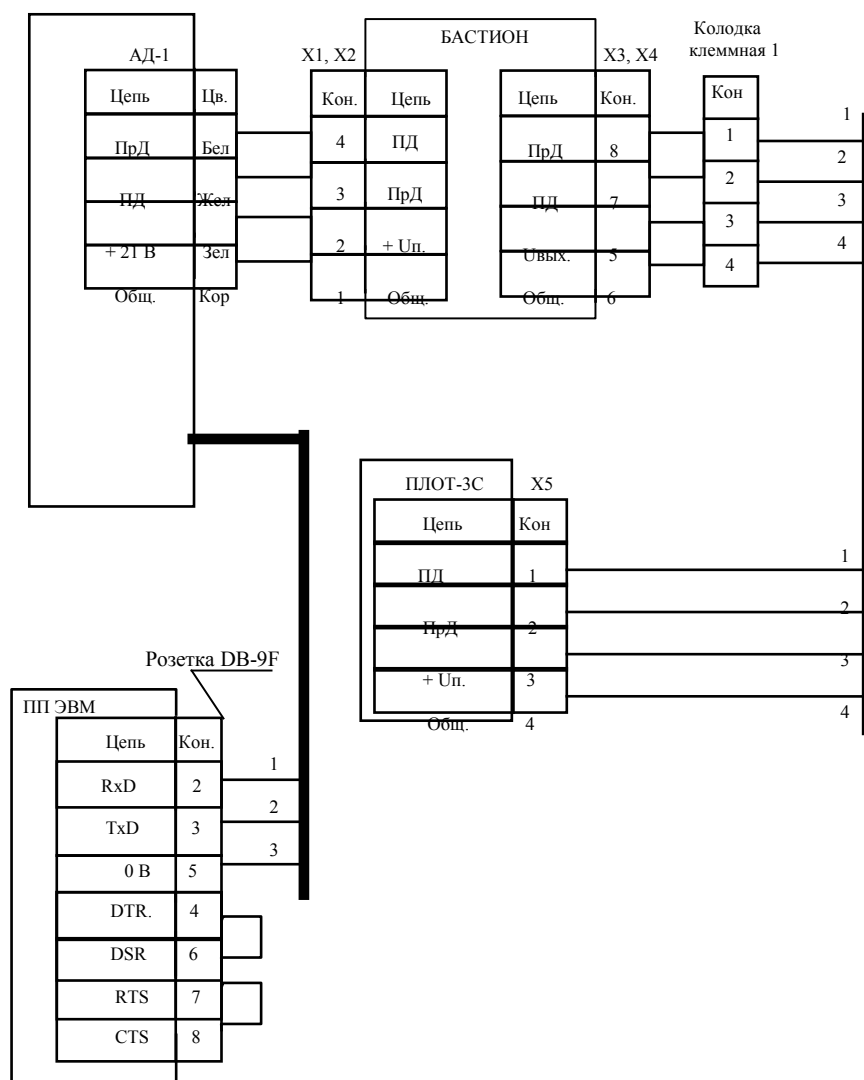 АД-1
Цепь Цв.
ПрД Бел
ПД Жел
+ 21 В Зел
Общ. Кор
БАСТИОН
X1, X2
Кон. Цепь
4 ПД
3 ПрД
2 + Uп.
1 Общ.
X3, X4
Цепь Кон.
ПрД 8
ПД 7
Uвых. 5
Общ. 6
Колодка
клеммная 1
Кон
1
2
3
4
1
2
3
4
ПЛОТ-3С X5
Цепь Кон
ПД 1
ПрД 2
+ Uп. 3
Общ. 4
1
2
3
4
Розетка DB-9F
ПП ЭВМ
Цепь Кон.
RxD 2
TxD 3
0 В 5
DTR. 4
DSR 6
RTS 7
CTS 8
1
2
3